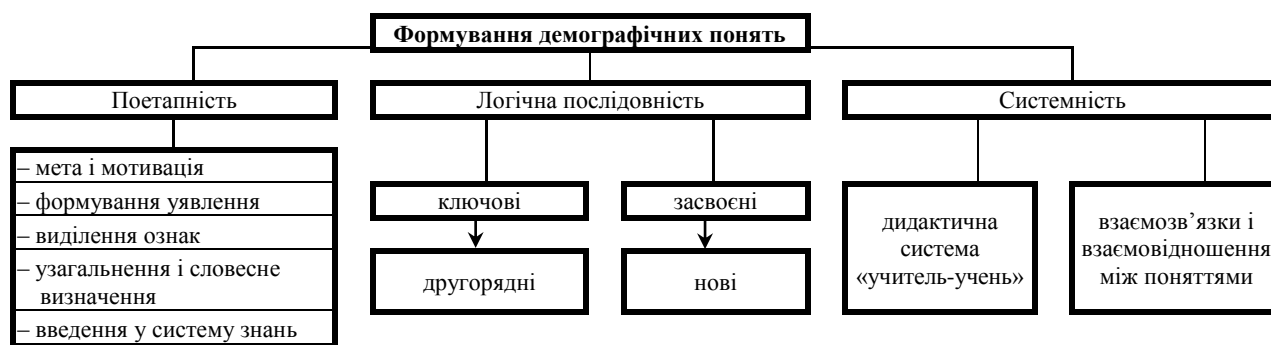 Формування демографічних понять
Поетапність
Логічна послідовність
Системність
– мета і мотивація
– формування уявлення
– виділення ознак
– узагальнення і словесне
визначення
– введення у систему знань
ключові
засвоєні
другорядні
нові
дидактична
система
«учитель-учень»
взаємозв’язки і
взаємовідношення
між поняттями